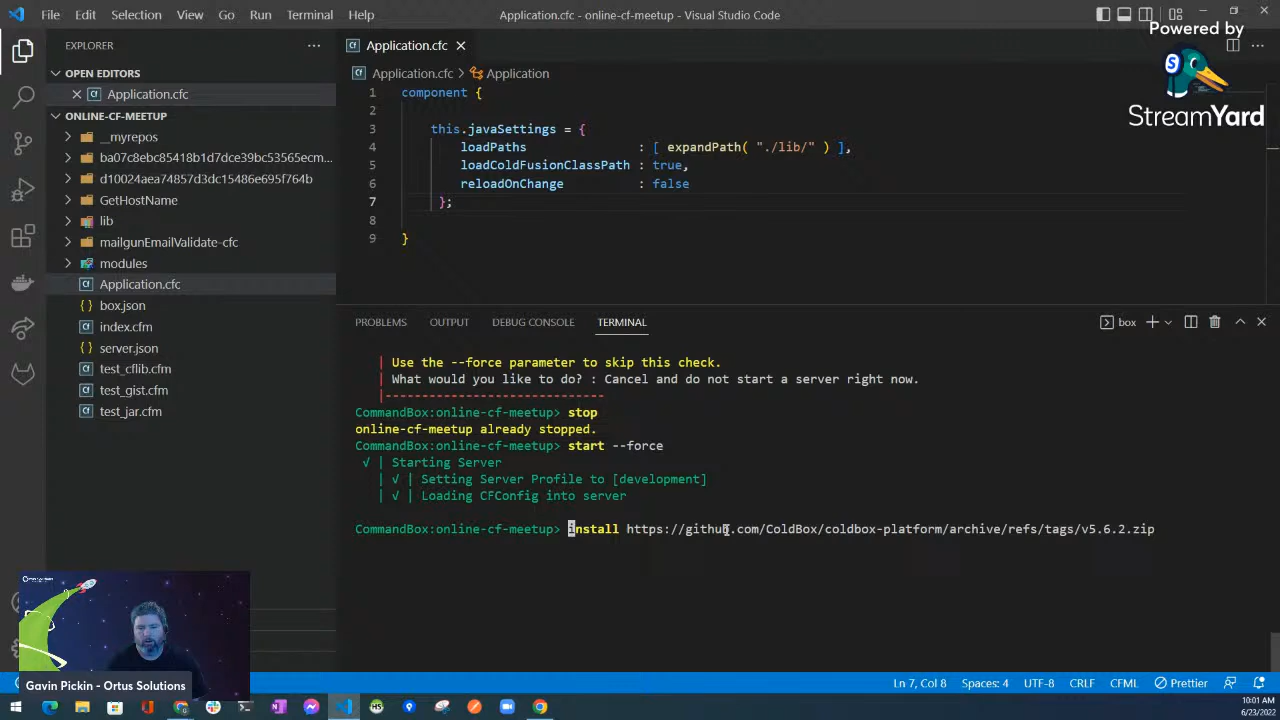 File Edit Selection View Go Run Terminal Help
Application.cfc - online-cf-meetup - Visual Studio Code
Powered by
StreamYard
EXPLORER
OPEN EDITORS
Application.cfc
ONLINE-CF-MEETUP
__myrepos
ba07c8ebc85418b1d7dce39bc53565ecm...
d10024aea74857d3dc15486e695f764b
GetHostName
lib
mailgunEmailValidate-cfc
modules
Application.cfc
box.json
index.cfm
server.json
test_cflib.cfm
test_gist.cfm
test_jar.cfm
Application.cfc
Application.cfc > Application
1 component {
2
3 this.javaSettings = {
4 loadPaths : [ expandPath( "./lib/" ) ],
5 loadColdFusionClassPath : true,
6 reloadOnChange : false
7 };
8
9 }
PROBLEMS OUTPUT DEBUG CONSOLE TERMINAL
box
| Use the --force parameter to skip this check.
| What would you like to do? : Cancel and do not start a server right now.
|-----------------------------
CommandBox:online-cf-meetup> stop
online-cf-meetup already stopped.
CommandBox:online-cf-meetup> start --force
√ | Starting Server
| √ | Setting Server Profile to [development]
| √ | Loading CFConfig into server
CommandBox:online-cf-meetup> install https://github.com/ColdBox/coldbox-platform/archive/refs/tags/v5.6.2.zip
Gavin Pickin - Ortus Solutions
Ln 7, Col 8 Spaces: 4 UTF-8 CRLF CFML Prettier
10:01 AM
6/23/2022